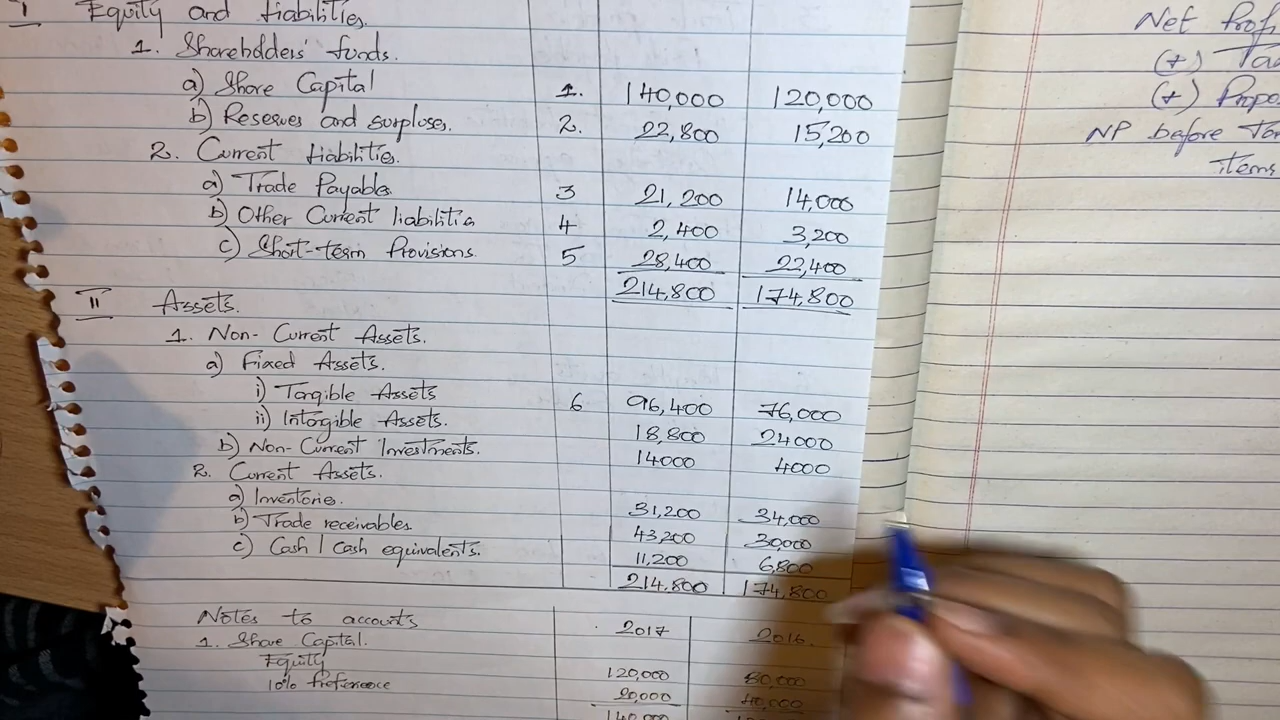 I Equity and Liabilities.
1. Shareholders' funds.
a) Share Capital 1. 140,000 120,000
b) Reserves and surpluses. 2. 22,800 15,200
2. Current Liabilities.
a) Trade Payables 3 21,200 14,000
b) Other Current liabilities 4 2,400 3,200
c) Short-term Provisions 5 28,400 22,400
214,800 174,800
II Assets.
1. Non-Current Assets.
a) Fixed Assets.
i) Tangible Assets 6 96,400 76,000
ii) Intangible Assets. 18,800 24000
b) Non-Current Investments. 14000 4000
2. Current Assets.
a) Inventories. 31,200 34,000
b) Trade receivables 43,200 30,000
c) Cash / Cash equivalents. 11,200 6,800
214,800 174,800
Notes to accounts 2017 2016.
1. Share Capital.
Equity 120,000 80,000
10% Preference 20,000 40,000
140,000
Net Prof
(+)
(+) Prope
NP before Tax
items